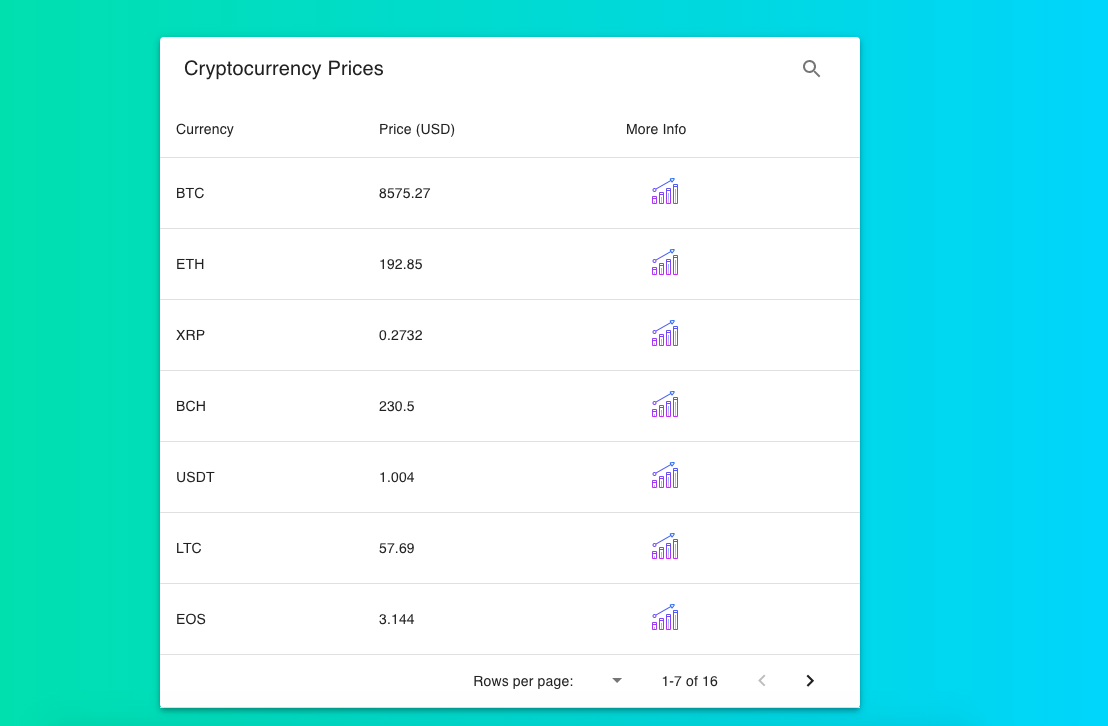 Cryptocurrency Prices
Currency Price (USD) More Info
BTC 8575.27
ETH 192.85
XRP 0.2732
BCH 230.5
USDT 1.004
LTC 57.69
EOS 3.144
Rows per page: 1-7 of 16